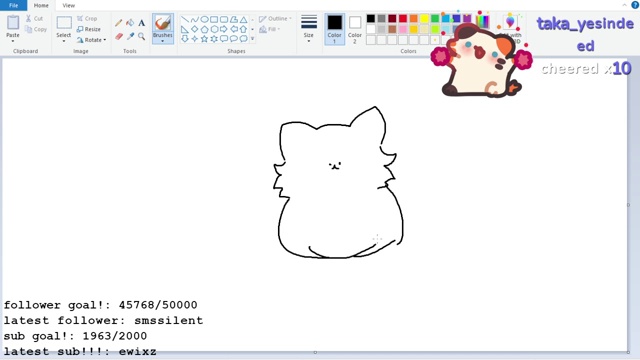 File Home View
Cut
Copy
Paste
Clipboard
Select
Crop
Resize
Rotate
Image
Tools
Brushes
Outline
Fill
Shapes
Size
Color
1
Color
2
Colors
taka_yesinde
ed
cheered x10
follower goal!: 45768/50000
latest follower: smssilent
sub goal!: 1963/2000
latest sub!!!: ewixz